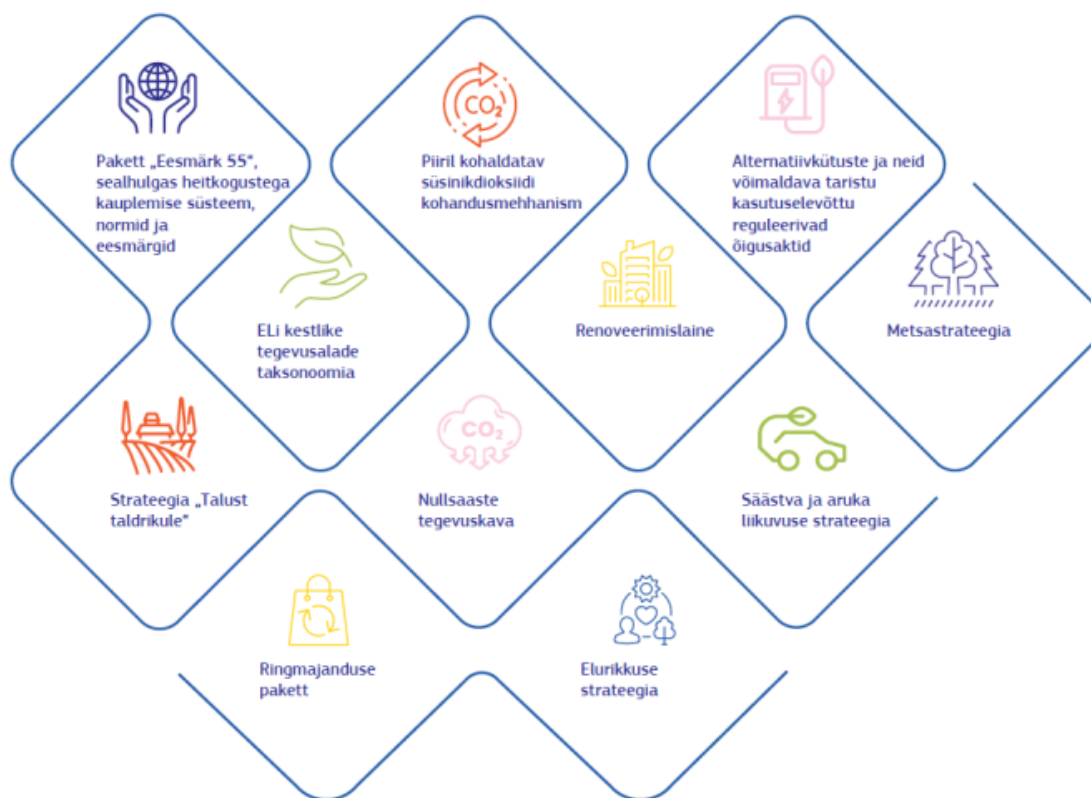 Pakett „Eesmärk 55“,
sealhulgas heitkogustega
kauplemise süsteem,
normid ja
eesmärgid
CO₂
Piiril kohaldatav
süsinikdioksiidi
kohandusmehhanism
Alternatiivkütuste ja neid
võimaldava taristu
kasutuselevõttu
reguleerivad
õigusaktid
ELi kestlike
tegevusalade
taksonoomia
Renoveerimislaine
Metsastrateegia
Strateegia „Talust
taldrikule“
CO₂
Nullsaaste
tegevuskava
Säästva ja aruka
liikuvuse strateegia
Ringmajanduse
pakett
Elurikkuse
strateegia